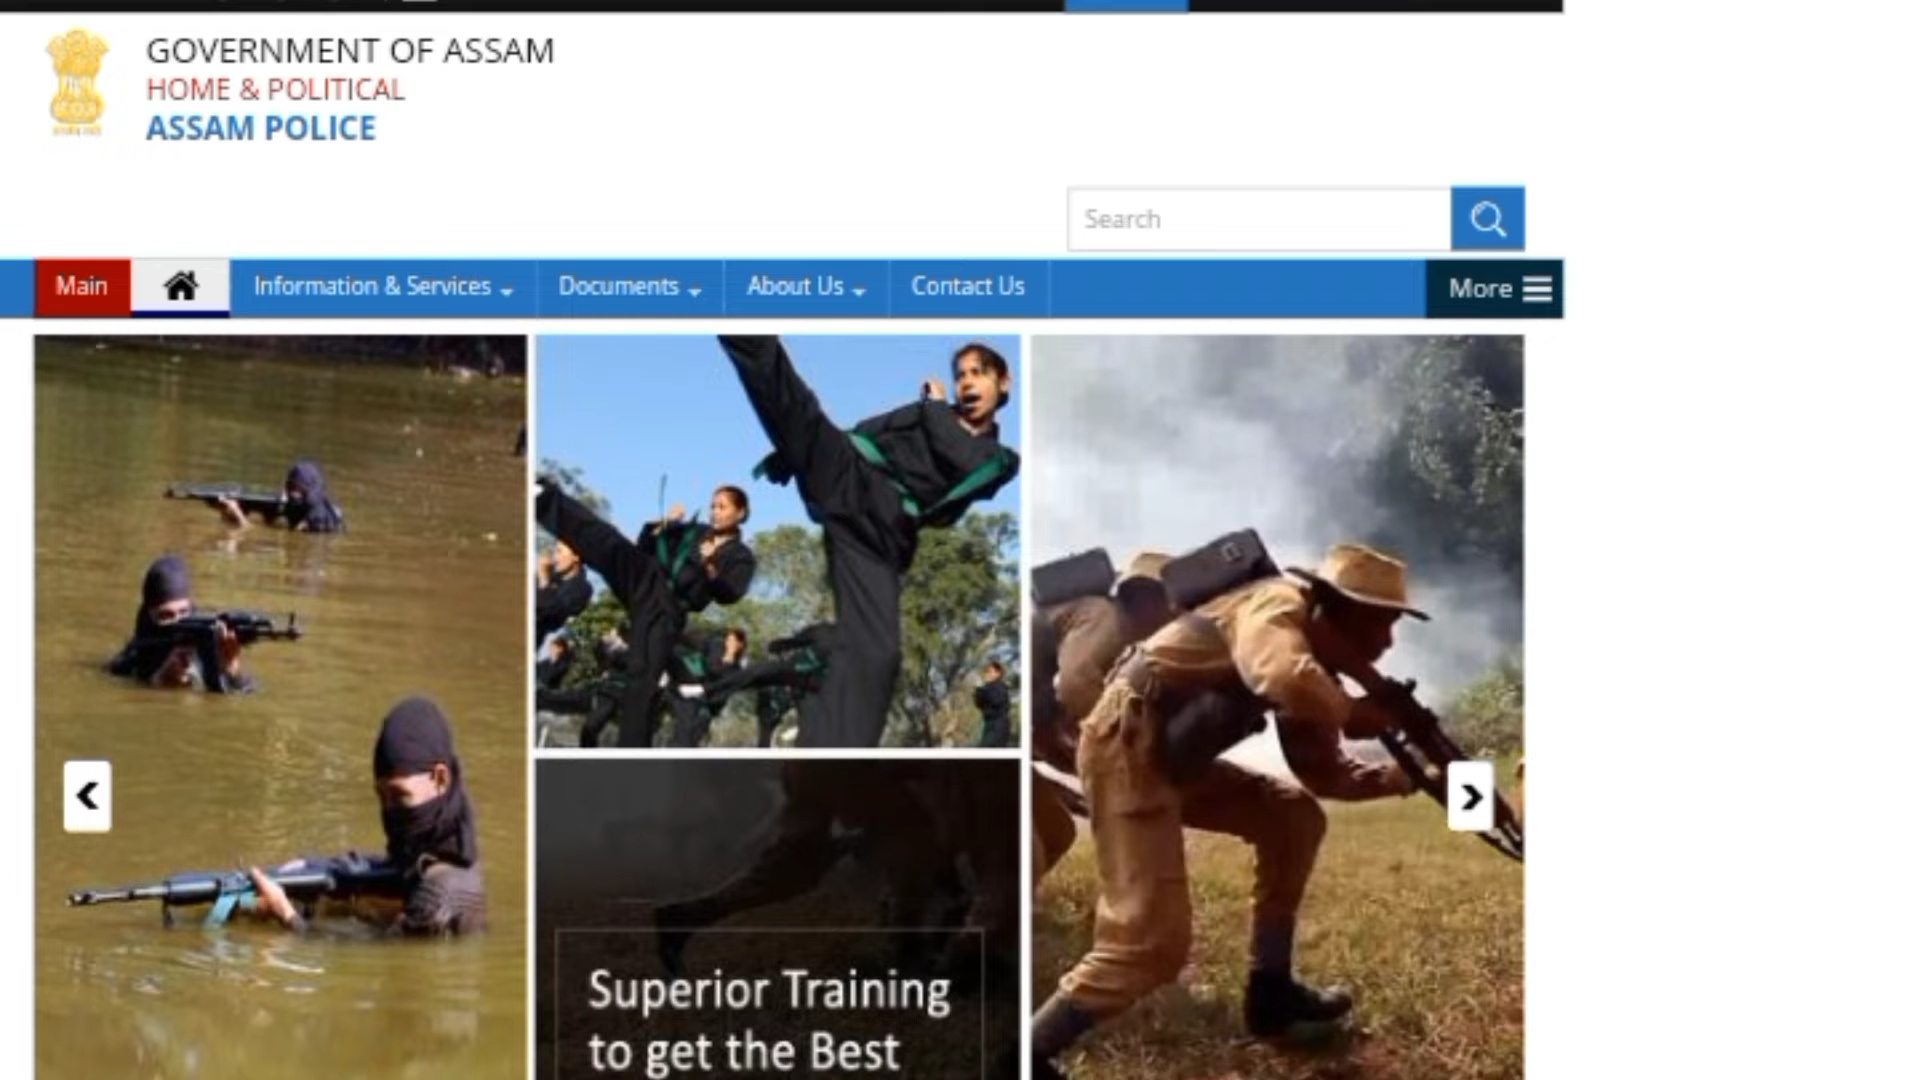 GOVERNMENT OF ASSAM
HOME & POLITICAL
ASSAM POLICE
Search
Main Information & Services Documents About Us Contact Us More
Superior Training
to get the Best